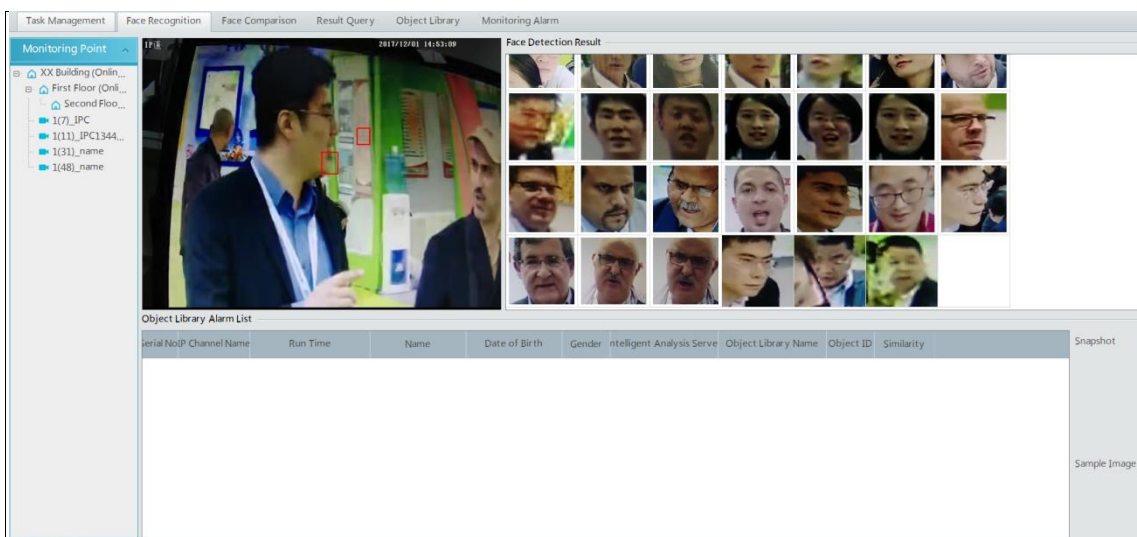 Task Management Face Recognition Face Comparison Result Query Object Library Monitoring Alarm
Monitoring Point
XX Building(Onlin...
First Floor (Onli...
Second Floo...
1(7)_IPC
1(11)_IPC1344...
1(31)_name
1(48)_name
2017/12/01 14:53:09
Face Detection Result
Object Library Alarm List
Serial No IP Channel Name Run Time Name Date of Birth Gender ntelligent Analysis Serve Object Library Name Object ID Similarity
Snapshot
Sample Image